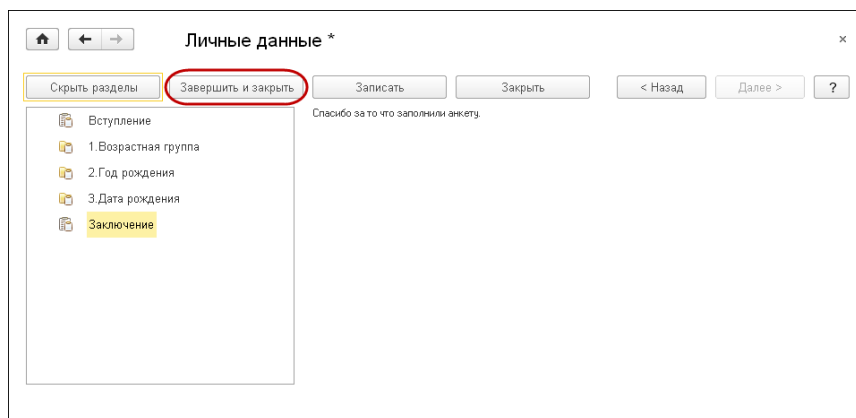 Личные данные *
Скрыть разделы Завершить и закрыть Записать Закрыть < Назад Далее > ?
Спасибо за то что заполнили анкету.
Вступление
1.Возрастная группа
2.Год рождения
3.Дата рождения
Заключение